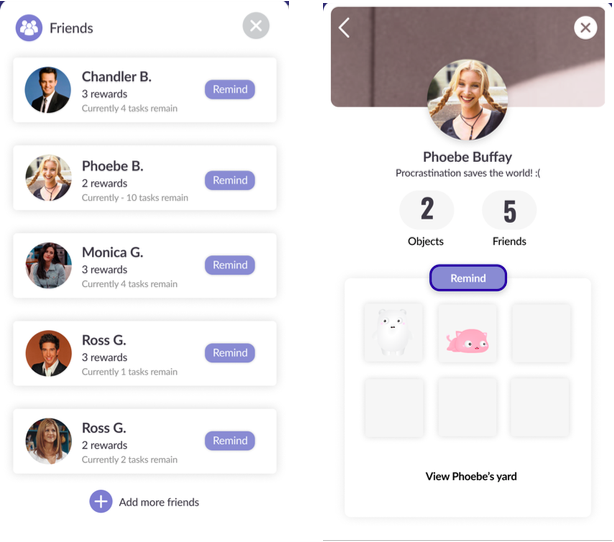 Friends
Chandler B.
3 rewards
Currently 4 tasks remain
Remind
Phoebe B.
2 rewards
Currently - 10 tasks remain
Remind
Monica G.
3 rewards
Currently 4 tasks remain
Remind
Ross G.
3 rewards
Currently 1 tasks remain
Remind
Ross G.
2 rewards
Currently 2 tasks remain
Remind
Add more friends
Phoebe Buffay
Procrastination saves the world! :(
2 5
Objects Friends
Remind
View Phoebe's yard